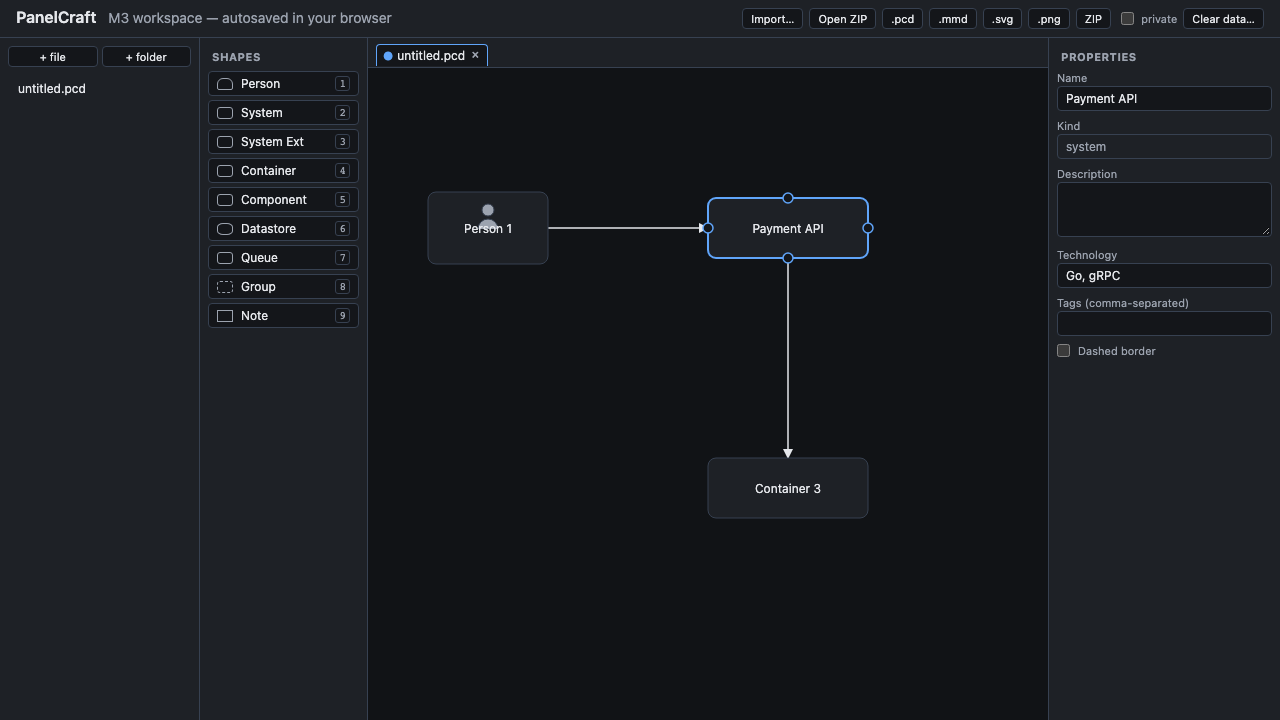 PanelCraft M3 workspace — autosaved in your browser
Import... Open ZIP .pcd .mmd .svg .png ZIP private Clear data...
+ file + folder
untitled.pcd
SHAPES
Person 1
System 2
System Ext 3
Container 4
Component 5
Datastore 6
Queue 7
Group 8
Note 9
untitled.pcd ×
Person 1
Payment API
Container 3
PROPERTIES
Name
Payment API
Kind
system
Description
Technology
Go, gRPC
Tags (comma-separated)
Dashed border